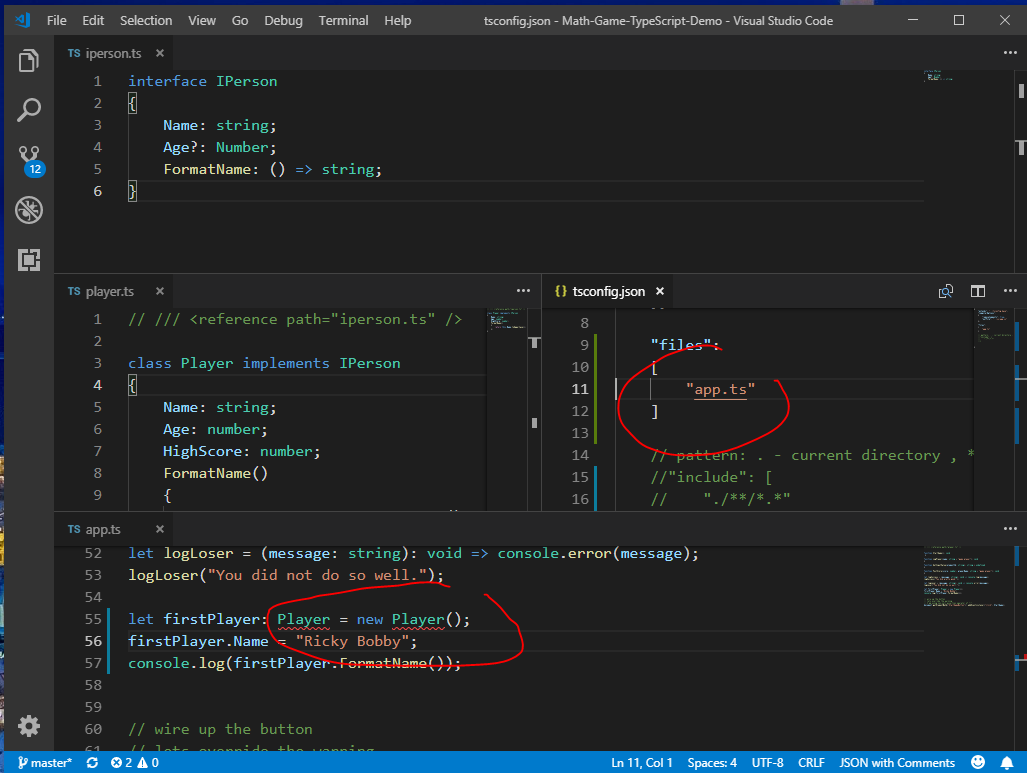 File Edit Selection View Go Debug Terminal Help tsconfig.json - Math-Game-TypeScript-Demo - Visual Studio Code
TS iperson.ts
1 interface IPerson
2 {
3 Name: string;
4 Age?: Number;
5 FormatName: () => string;
6 }
12
TS player.ts
1 // /// <reference path="iperson.ts" />
2
3 class Player implements IPerson
4 {
5 Name: string;
6 Age: number;
7 HighScore: number;
8 FormatName()
9 {
{} tsconfig.json
8
9 "files":
10 [
11 "app.ts"
12 ]
13
14 // pattern: . - current directory , *
15 //"include": [
16 // "./**/*.*"
TS app.ts
52 let logLoser = (message: string): void => console.error(message);
53 logLoser("You did not do so well.");
54
55 let firstPlayer: Player = new Player();
56 firstPlayer.Name = "Ricky Bobby";
57 console.log(firstPlayer.FormatName());
58
59
60 // wire up the button
61 // lets override the warning
master* 2 0 Ln 11, Col 1 Spaces: 4 UTF-8 CRLF JSON with Comments